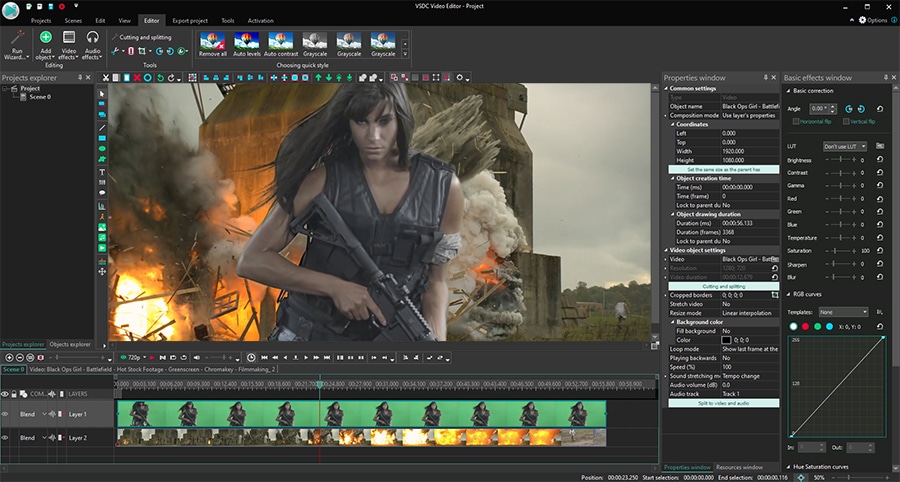 VSDC Video Editor - Project
Projects Scenes Edit View Editor Export project Tools Activation
Options
Run Wizard...
Add object
Video effects
Audio effects
Editing
Cutting and splitting
Tools
Remove all
Auto levels
Auto contrast
Grayscale
Grayscale
Grayscale
Choosing quick style
Projects explorer
Project
Scene 0
Projects explorer
Objects explorer
Properties window
Common settings
Type Video
Object name Black Ops Girl - Battlef
Composition mode Use layer's properties
Coordinates
Left 0.000
Top 0.000
Width 1920.000
Height 1080.000
Set the same size as the parent has
Object creation time
Time (ms) 00:00:00.000
Time (frame) 0
Lock to parent du No
Object drawing duration
Duration (ms) 00:00:56.133
Duration (frames) 3368
Lock to parent du No
Video object settings
Video Black Ops Girl - Battlef
Resolution
Video duration
Cutting and splitting
Cropped borders 0; 0; 0; 0
Stretch video No
Resize mode Linear interpolation
Background color
Fill background No
Color 0; 0; 0
Loop mode Show last frame at the
Playing backwards No
Speed (%) 100
Sound stretching m Tempo change
Audio volume (dB) 0.0
Audio track Track 1
Split to video and audio
Properties window
Resources window
Basic effects window
Basic correction
Angle 0.00 °
Horizontal flip
Vertical flip
LUT Don't use LUT
Brightness 0
Contrast 0
Gamma 0
Red 0
Green 0
Blue 0
Temperature 0
Saturation 100
Sharpen 0
Blur 0
RGB curves
Templates: None
X: 0, Y: 0
255
128
0
In: 0 Out: 0
Hue Saturation curves
720p
Scene 0
Video: Black Ops Girl - Battlefield - Hot Stock Footage - Greenscreen - Chromakey - Filmmaking_2
COM... LAYERS
Blend Layer 1
Blend Layer 2
Position: 00:00:23.250 Start selection: 00:00:00.000 End selection: 00:00:00.116 50%